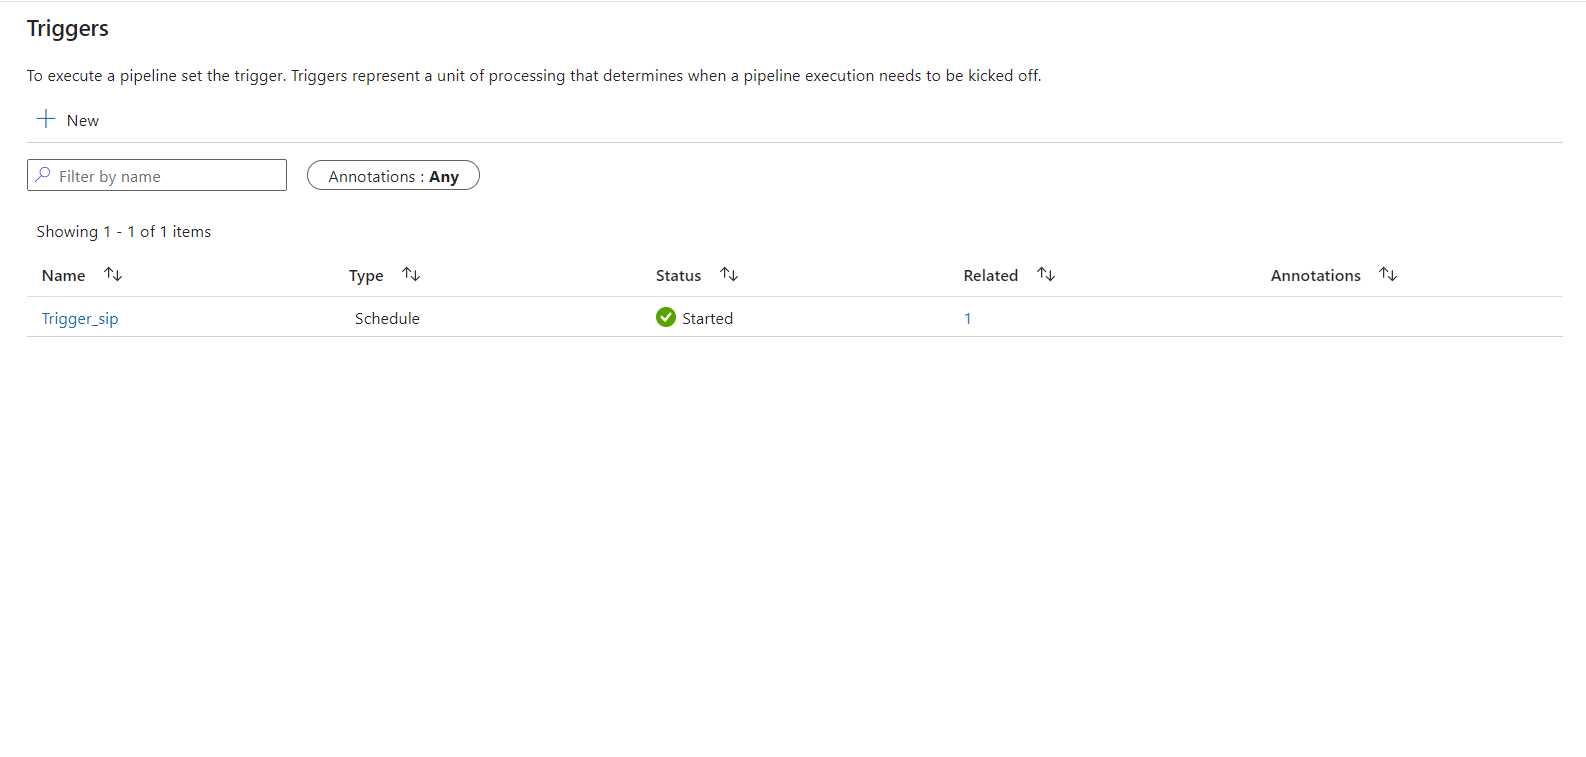 Triggers
To execute a pipeline set the trigger. Triggers represent a unit of processing that determines when a pipeline execution needs to be kicked off.
New
Filter by name
Annotations : Any
Showing 1 - 1 of 1 items
Name Type Status Related Annotations
Trigger_sip Schedule Started 1